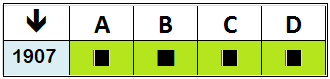 🡻 A B C D
1907 ■ ■ ■ ■